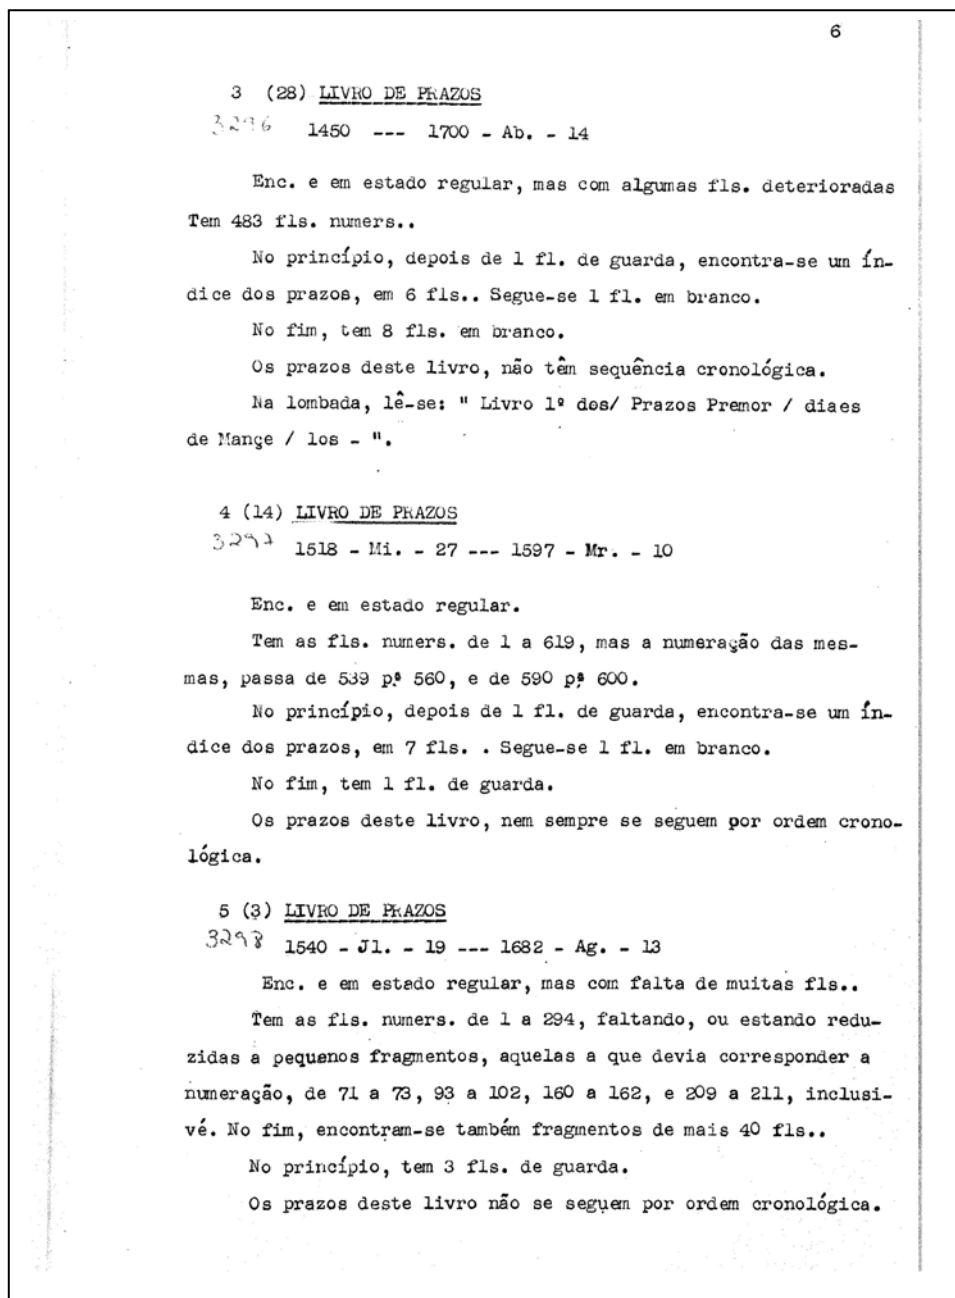 6
3 (28) LIVRO DE PRAZOS
3296 1450 --- 1700 - Ab. - 14
Enc. e em estado regular, mas com algumas fls. deterioradas
Tem 483 fls. numers..
No princípio, depois de 1 fl. de guarda, encontra-se um ín-
dice dos prazos, em 6 fls.. Segue-se 1 fl. em branco.
No fim, tem 8 fls. em branco.
Os prazos deste livro, não têm sequência cronológica.
Na lombada, lê-se: " Livro 1º dos/ Prazos Premor / diaes
de Mançe / los - ".
4 (14) LIVRO DE PRAZOS
3297 1518 - Mi. - 27 --- 1597 - Mr. - 10
Enc. e em estado regular.
Tem as fls. numers. de 1 a 619, mas a numeração das mes-
mas, passa de 539 pª 560, e de 590 pª 600.
No princípio, depois de 1 fl. de guarda, encontra-se um ín-
dice dos prazos, em 7 fls. . Segue-se 1 fl. em branco.
No fim, tem 1 fl. de guarda.
Os prazos deste livro, nem sempre se seguem por ordem crono-
lógica.
5 (3) LIVRO DE PRAZOS
3298 1540 - Jl. - 19 --- 1682 - Ag. - 13
Enc. e em estado regular, mas com falta de muitas fls..
Tem as fls. numers. de 1 a 294, faltando, ou estando redu-
zidas a pequenos fragmentos, aquelas a que devia corresponder a
numeração, de 71 a 73, 93 a 102, 160 a 162, e 209 a 211, inclusi-
vé. No fim, encontram-se também fragmentos de mais 40 fls..
No princípio, tem 3 fls. de guarda.
Os prazos deste livro não se seguem por ordem cronológica.